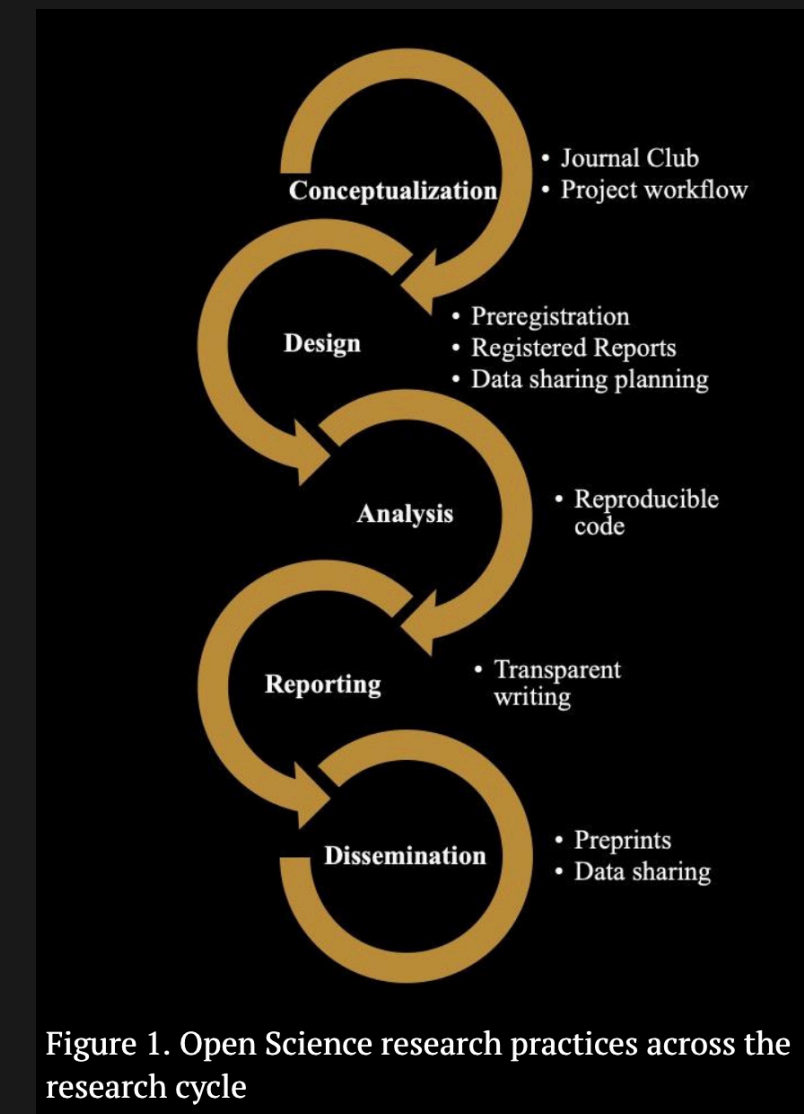 Conceptualization
• Journal Club
• Project workflow
Design
• Preregistration
• Registered Reports
• Data sharing planning
Analysis
• Reproducible
code
Reporting
• Transparent
writing
Dissemination
• Preprints
• Data sharing
Figure 1. Open Science research practices across the
research cycle